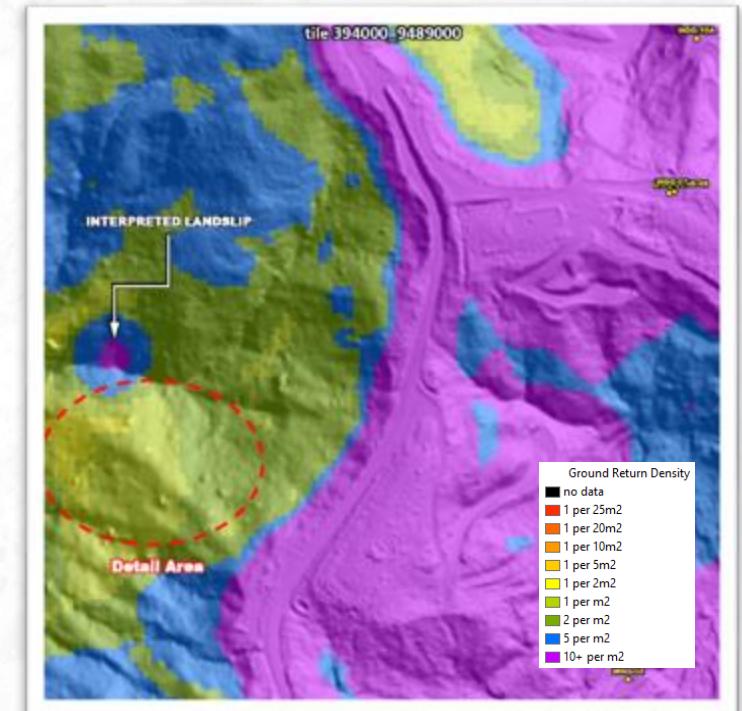 tile 394000_9489000
INTERPRETED LANDSLIP
Detail Area
Ground Return Density
no data
1 per 25m2
1 per 20m2
1 per 10m2
1 per 5m2
1 per 2m2
1 per m2
2 per m2
5 per m2
10+ per m2